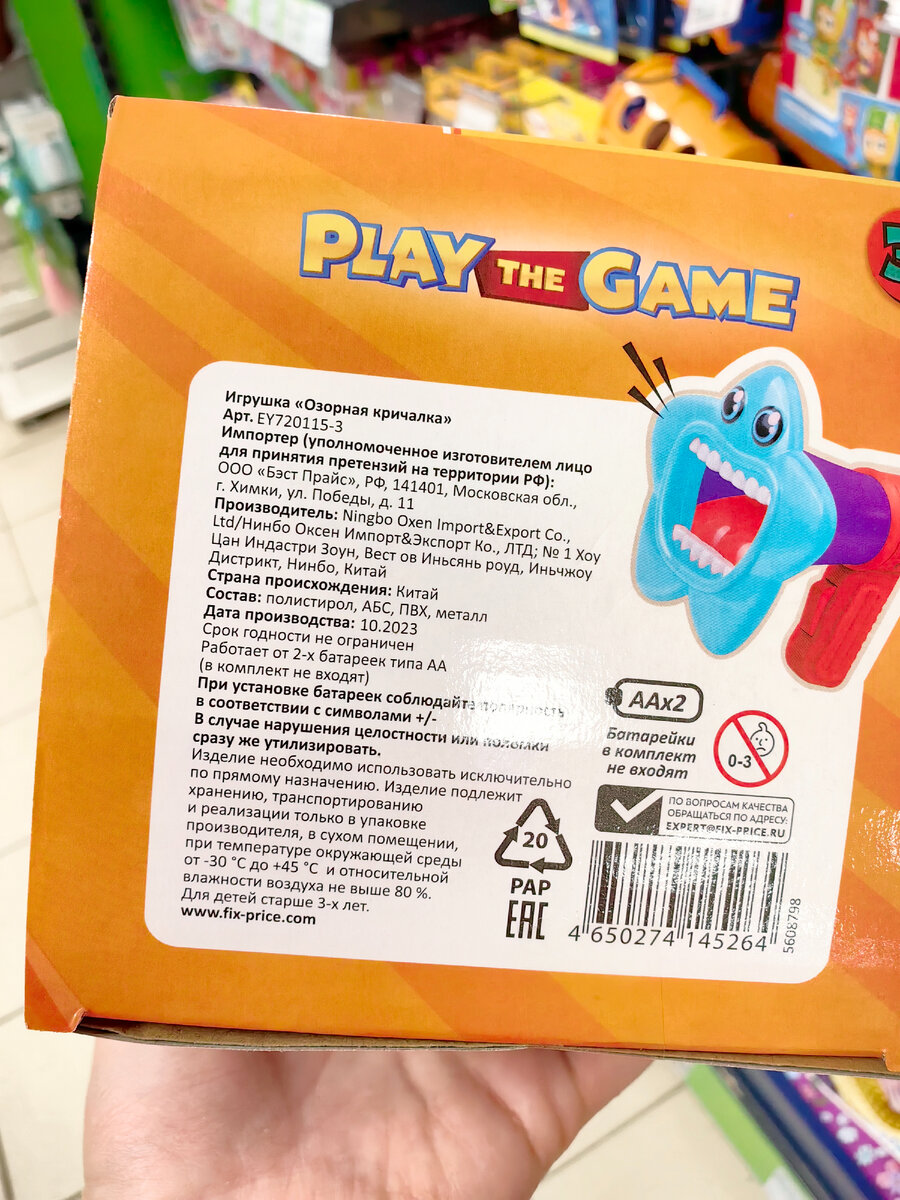 PLAY THE GAME
Игрушка «Озорная кричалка»
Арт. EY720115-3
Импортер (уполномоченное изготовителем лицо
для принятия претензий на территории РФ):
ООО «Бэст Прайс», РФ, 141401, Московская обл.,
г. Химки, ул. Победы, д. 11
Производитель: Ningbo Oxen Import&Export Co.,
Ltd/Нинбо Оксен Импорт&Экспорт Ко., ЛТД; № 1 Хоу
Цан Индастри Зоун, Вест ов Иньсянь роуд, Иньчжоу
Дистрикт, Нинбо, Китай
Страна происхождения: Китай
Состав: полистирол, АБС, ПВХ, металл
Дата производства: 10.2023
Срок годности не ограничен
Работает от 2-х батареек типа АА
(в комплект не входят)
При установке батареек соблюдайте полярность
в соответствии с символами +/-
В случае нарушения целостности или поломки
сразу же утилизировать.
Изделие необходимо использовать исключительно
по прямому назначению. Изделие подлежит
хранению, транспортированию
и реализации только в упаковке
производителя, в сухом помещении,
при температуре окружающей среды
от -30 °С до +45 °С и относительной
влажности воздуха не выше 80 %.
Для детей старше 3-х лет.
www.fix-price.com
AAx2
Батарейки
в комплект
не входят
0-3
ПО ВОПРОСАМ КАЧЕСТВА
ОБРАЩАТЬСЯ ПО АДРЕСУ:
EXPERT@FIX-PRICE.RU
20
PAP
EAC
4 650274 145264
5608798